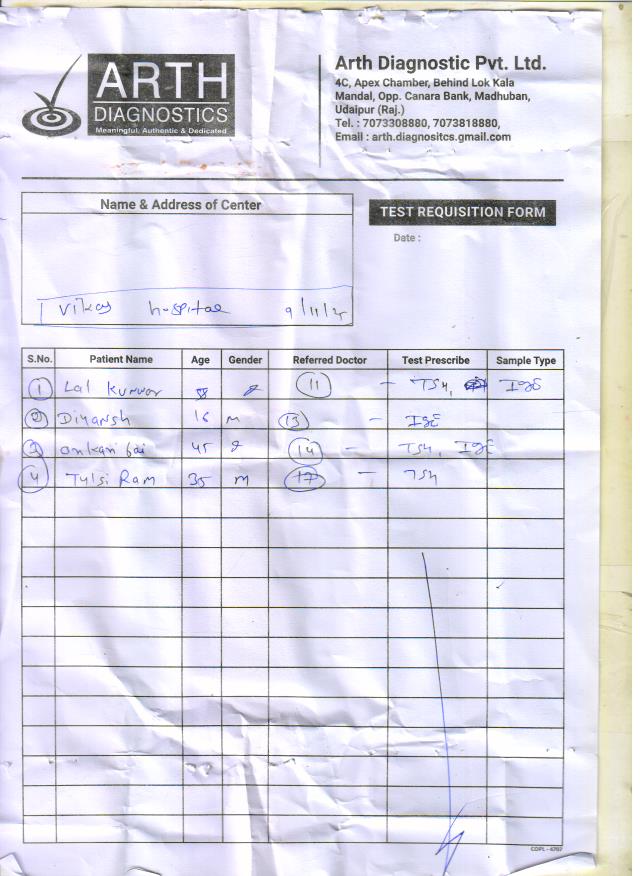 ARTH
DIAGNOSTICS
Meaningful, Authentic & Dedicated
Arth Diagnostic Pvt. Ltd.
4C, Apex Chamber, Behind Lok Kala
Mandal, Opp. Canara Bank, Madhuban,
Udaipur (Raj.)
Tel. : 7073308880, 7073818880,
Email : arth.diagnositcs.gmail.com
Name & Address of Center
TEST REQUISITION FORM
Date :
Vikas hospital 9/11/25
S.No. Patient Name Age Gender Referred Doctor Test Prescribe Sample Type
1 Lal Kunwar 11 - TSH, IgE
2 Divansh 16 m 13 - IgE
3 onkari bai 45 f 14 - TSH, IgE
4 Tulsi Ram 35 m 17 - TSH
CDPL - 4707